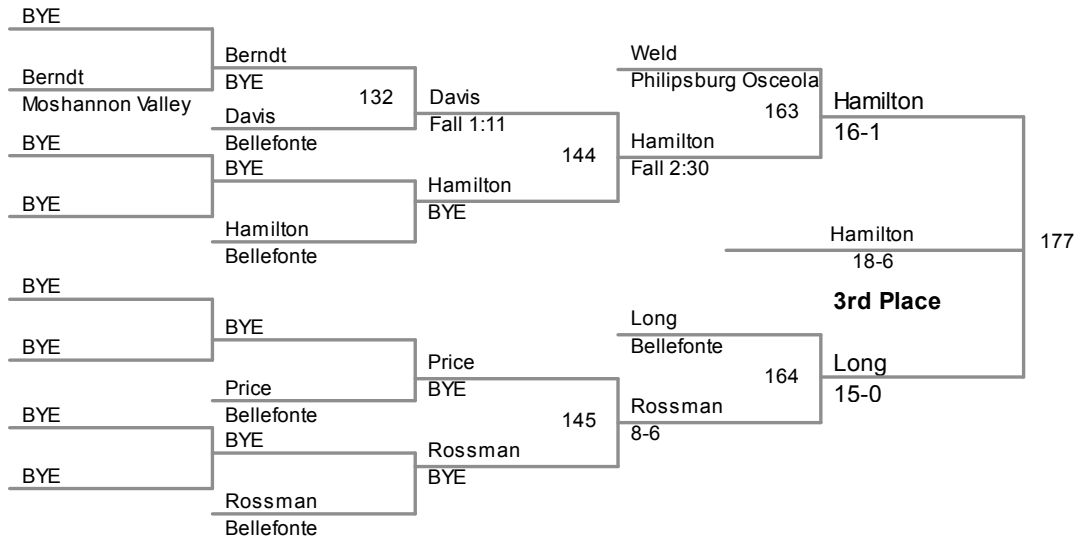 BYE
Berndt
Moshannon Valley
BYE
BYE
BYE
BYE
BYE
BYE
Berndt
BYE
132
Davis
Bellefonte
BYE
Hamilton
Bellefonte
BYE
Price
Bellefonte
BYE
Rossman
Bellefonte
Davis
Fall 1:11
144
Hamilton
BYE
Price
BYE
145
Rossman
BYE
Weld
Philipsburg Osceola
163
Hamilton
Fall 2:30
Long
Bellefonte
164
Rossman
8-6
Hamilton
16-1
Hamilton
18-6
177
3rd Place
Long
15-0